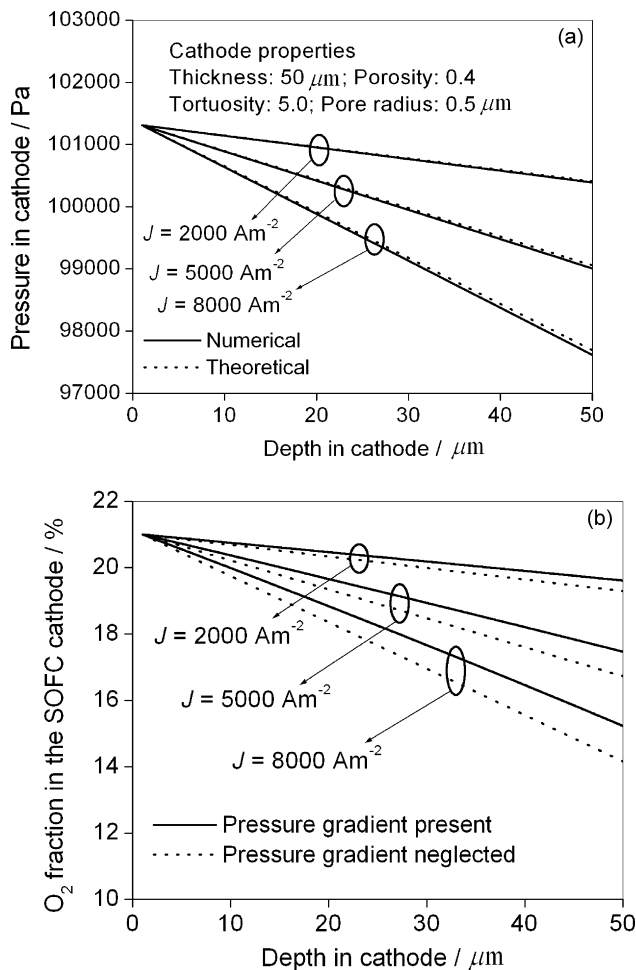 (a)
Cathode properties
Thickness: 50 μm; Porosity: 0.4
Tortuosity: 5.0; Pore radius: 0.5 μm
Pressure in cathode / Pa
103000
102000
101000
100000
99000
98000
97000
J = 2000 Am⁻²
J = 5000 Am⁻²
J = 8000 Am⁻²
Numerical
Theoretical
0 10 20 30 40 50
Depth in cathode / μm
(b)
O₂ fraction in the SOFC cathode / %
22
20
18
16
14
12
10
J = 2000 Am⁻²
J = 5000 Am⁻²
J = 8000 Am⁻²
Pressure gradient present
Pressure gradient neglected
0 10 20 30 40 50
Depth in cathode / μm